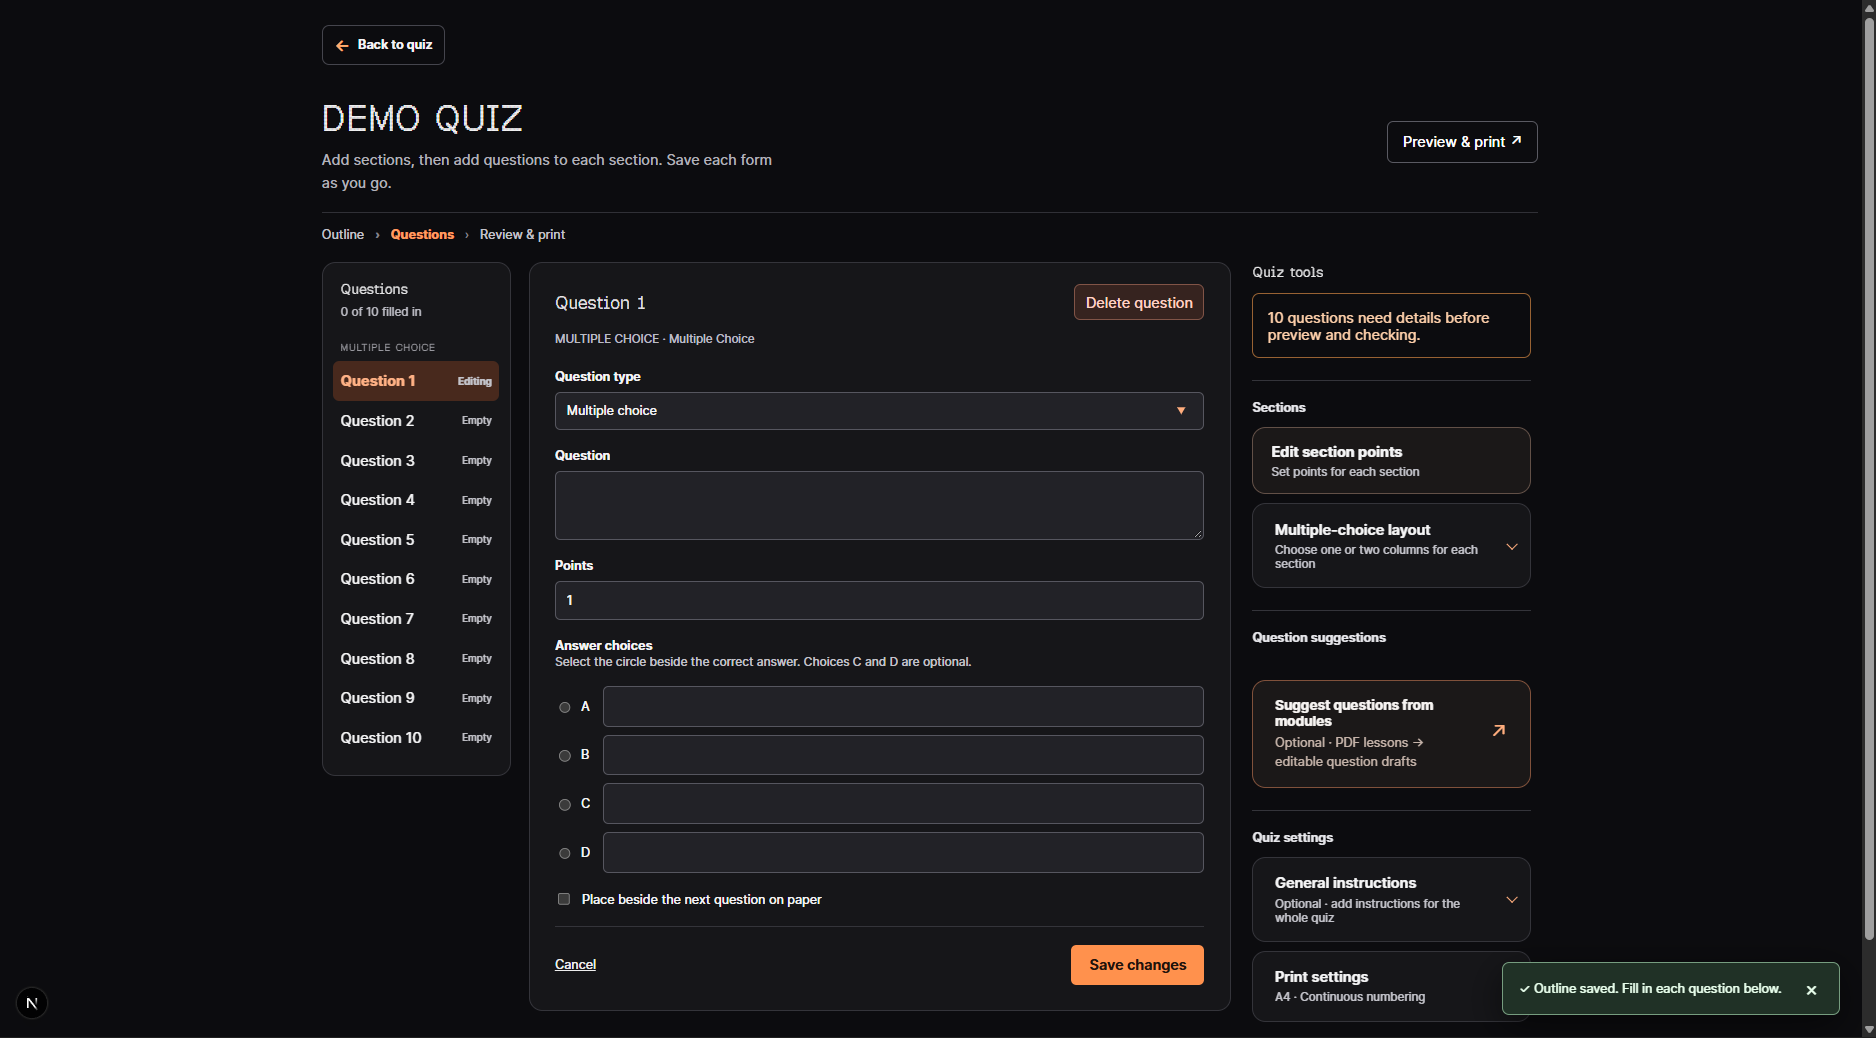 ← Back to quiz
DEMO QUIZ
Add sections, then add questions to each section. Save each form
as you go.
Preview & print ↗
Outline › Questions › Review & print
Questions
0 of 10 filled in
MULTIPLE CHOICE
Question 1 Editing
Question 2 Empty
Question 3 Empty
Question 4 Empty
Question 5 Empty
Question 6 Empty
Question 7 Empty
Question 8 Empty
Question 9 Empty
Question 10 Empty
Question 1
Delete question
MULTIPLE CHOICE · Multiple Choice
Question type
Multiple choice
Question
Points
1
Answer choices
Select the circle beside the correct answer. Choices C and D are optional.
A
B
C
D
Place beside the next question on paper
Cancel
Save changes
Quiz tools
10 questions need details before
preview and checking.
Sections
Edit section points
Set points for each section
Multiple-choice layout
Choose one or two columns for each
section
Question suggestions
Suggest questions from
modules
Optional · PDF lessons →
editable question drafts
Quiz settings
General instructions
Optional · add instructions for the
whole quiz
Print settings
A4 · Continuous numbering
✓ Outline saved. Fill in each question below. ×
N